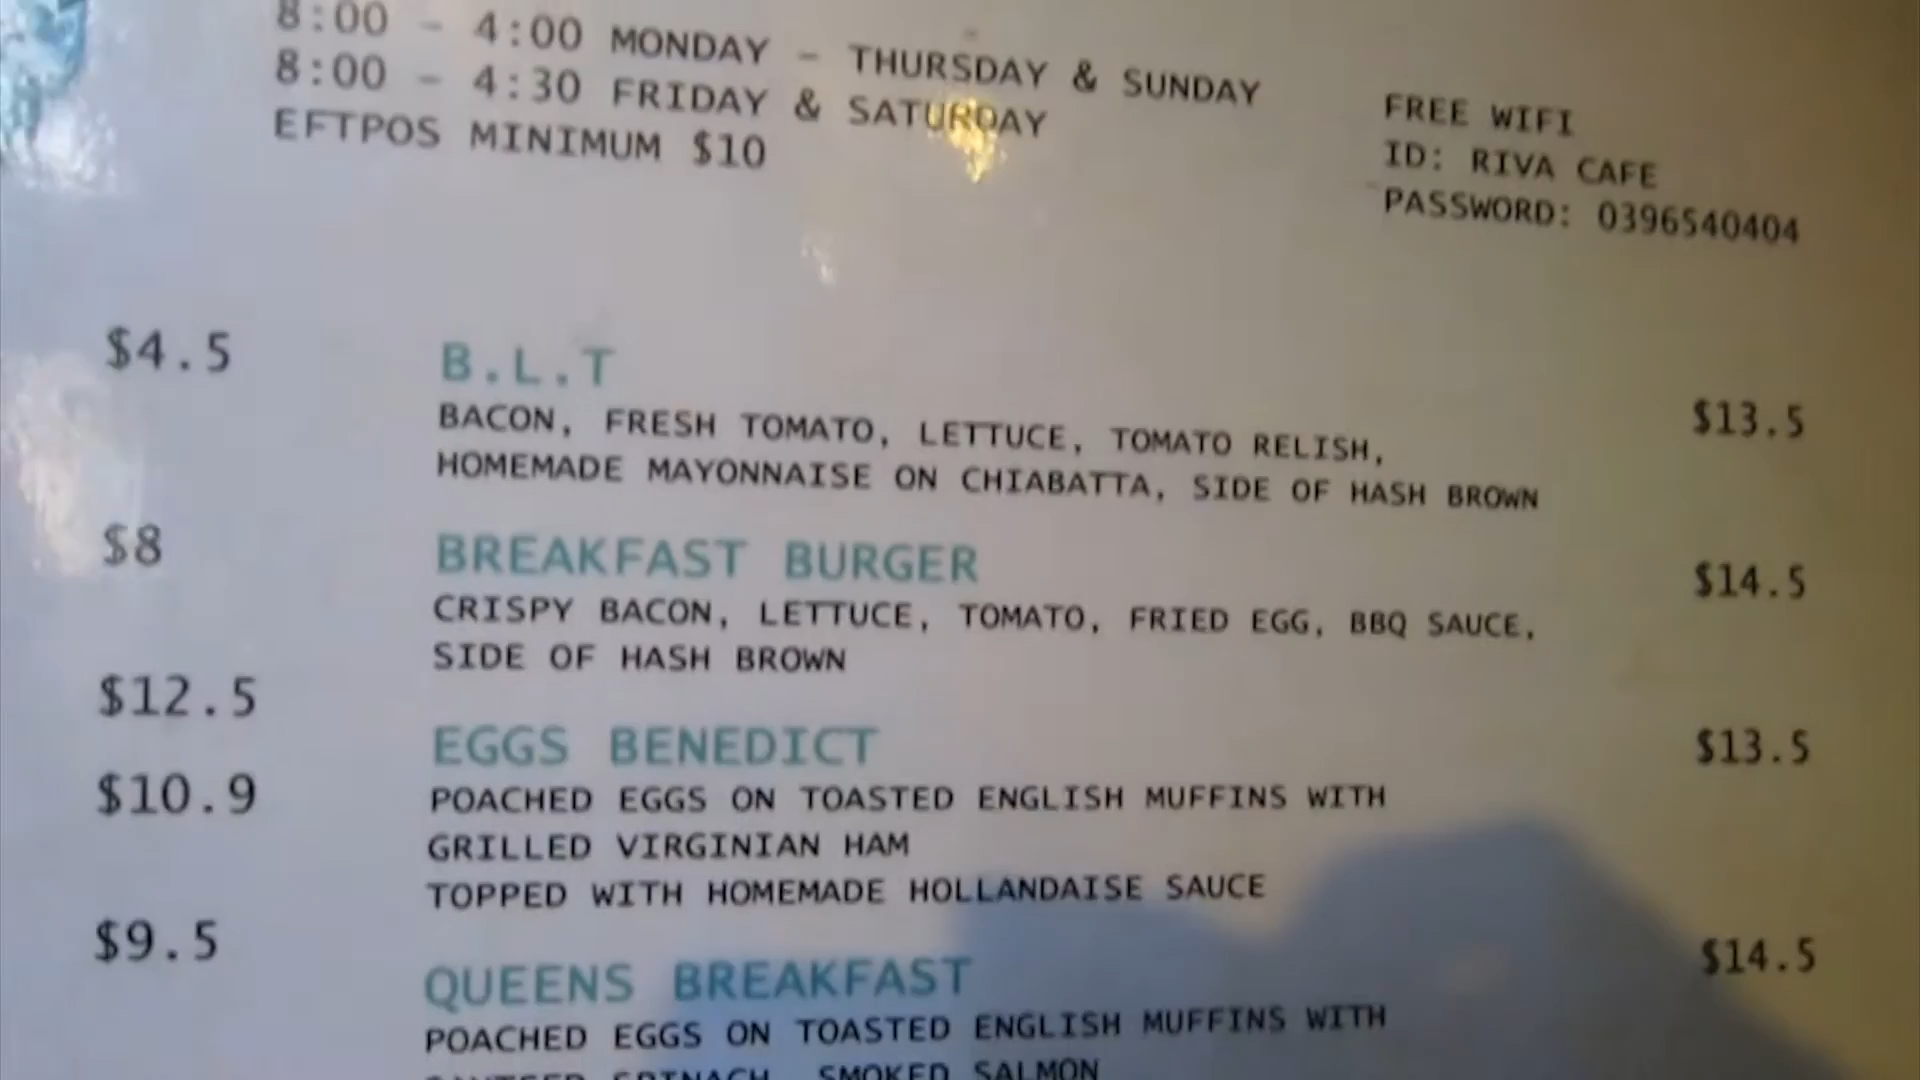 8:00 - 4:00 MONDAY - THURSDAY & SUNDAY
8:00 - 4:30 FRIDAY & SATURDAY
EFTPOS MINIMUM $10
FREE WIFI
ID: RIVA CAFE
PASSWORD: 0396540404
$4.5
$8
$12.5
$10.9
$9.5
B.L.T
$13.5
BACON, FRESH TOMATO, LETTUCE, TOMATO RELISH,
HOMEMADE MAYONNAISE ON CHIABATTA, SIDE OF HASH BROWN
BREAKFAST BURGER
$14.5
CRISPY BACON, LETTUCE, TOMATO, FRIED EGG, BBQ SAUCE,
SIDE OF HASH BROWN
EGGS BENEDICT
$13.5
POACHED EGGS ON TOASTED ENGLISH MUFFINS WITH
GRILLED VIRGINIAN HAM
TOPPED WITH HOMEMADE HOLLANDAISE SAUCE
QUEENS BREAKFAST
$14.5
POACHED EGGS ON TOASTED ENGLISH MUFFINS WITH
SPINACH, SMOKED SALMON